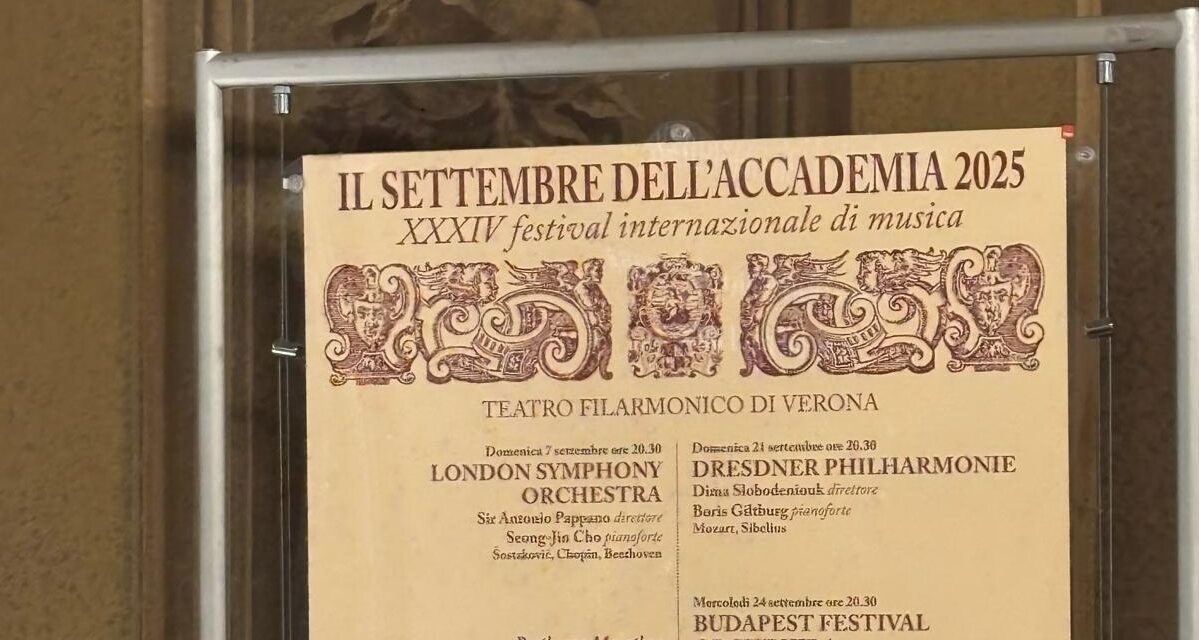 IL SETTEMBRE DELL'ACCADEMIA 2025
XXXIV festival internazionale di musica
TEATRO FILARMONICO DI VERONA
Domenica 7 settembre ore 20.30
LONDON SYMPHONY
ORCHESTRA
Sir Antonio Pappano direttore
Seong-Jin Cho pianoforte
Šostakovič, Chopin, Beethoven
Domenica 21 settembre ore 20.30
DRESDNER PHILHARMONIE
Dima Slobodeniouk direttore
Boris Giltburg pianoforte
Mozart, Sibelius
Mercoledì 24 settembre ore 20.30
BUDAPEST FESTIVAL